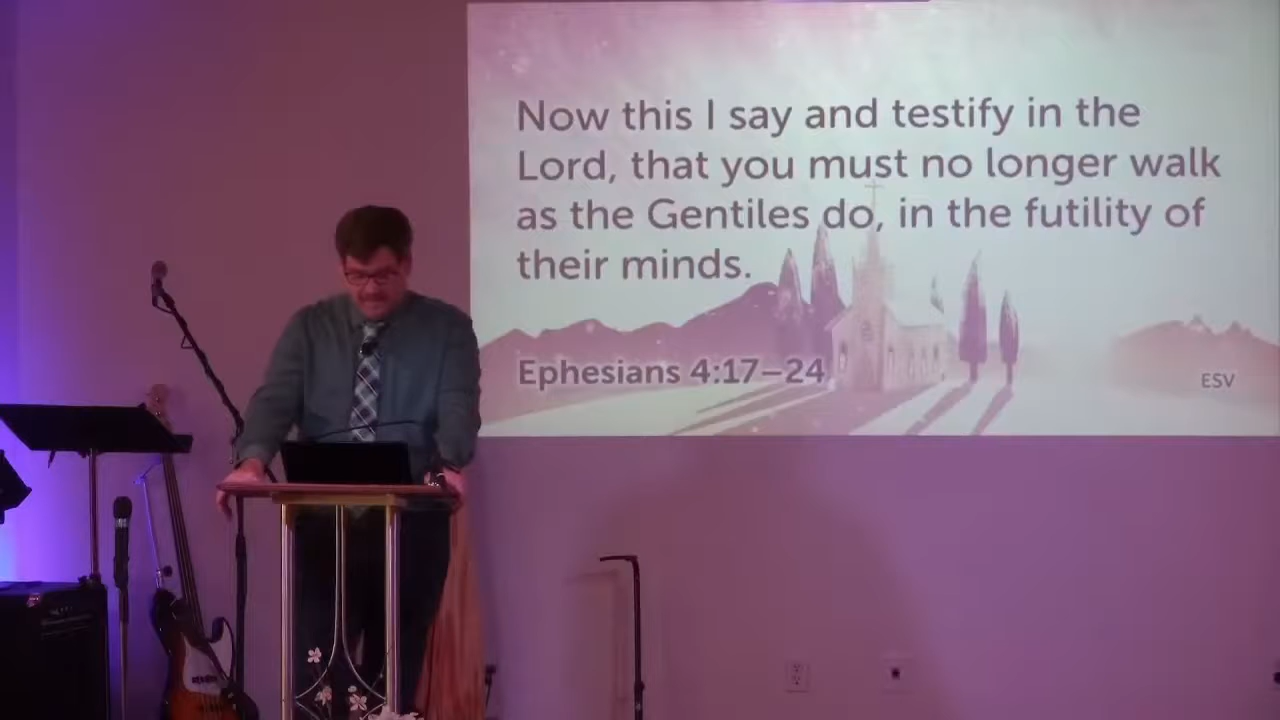 Now this I say and testify in the
Lord, that you must no longer walk
as the Gentiles do, in the futility of
their minds.
Ephesians 4:17–24
ESV